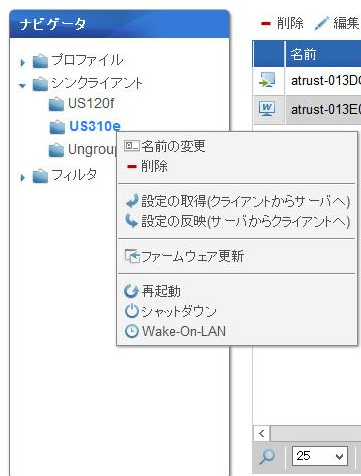 ナビゲータ
削除 編集
プロファイル
シンクライアント
US120f
US310e
Ungroup
フィルタ
名前
atrust-013D
atrust-013E
名前の変更
削除
設定の取得(クライアントからサーバへ)
設定の反映(サーバからクライアントへ)
ファームウェア更新
再起動
シャットダウン
Wake-On-LAN
25